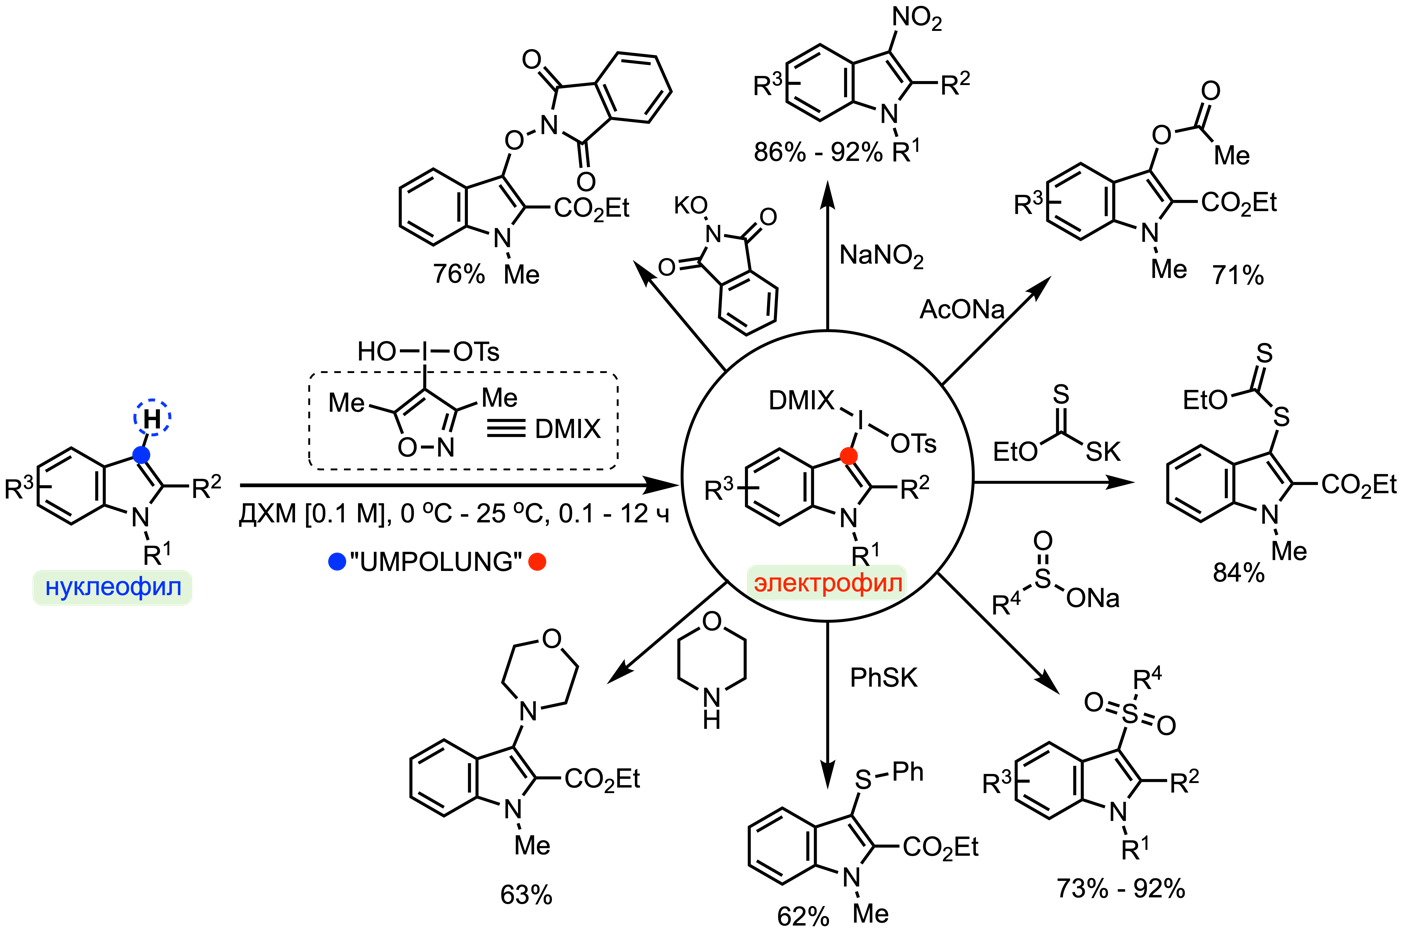 NO₂
R³
R²
N
R¹
86% - 92%
O
O
N
O
O
CO₂Et
N
Me
76%
O
O
Me
R³
CO₂Et
N
Me
71%
KO
N
O
O
NaNO₂
AcONa
HO
I
OTs
Me
Me
O
N
≡ DMIX
H
R³
R²
N
R¹
нуклеофил
ДХМ [0.1 M], 0 °C - 25 °C, 0.1 - 12 ч
"UMPOLUNG"
DMIX
I
OTs
R³
R²
N
R¹
электрофил
S
EtO
SK
S
EtO
S
CO₂Et
N
Me
84%
O
S
R⁴
ONa
O
N
H
PhSK
O
N
CO₂Et
N
Me
63%
S
Ph
CO₂Et
N
Me
62%
R⁴
O
S
O
R³
R²
N
R¹
73% - 92%